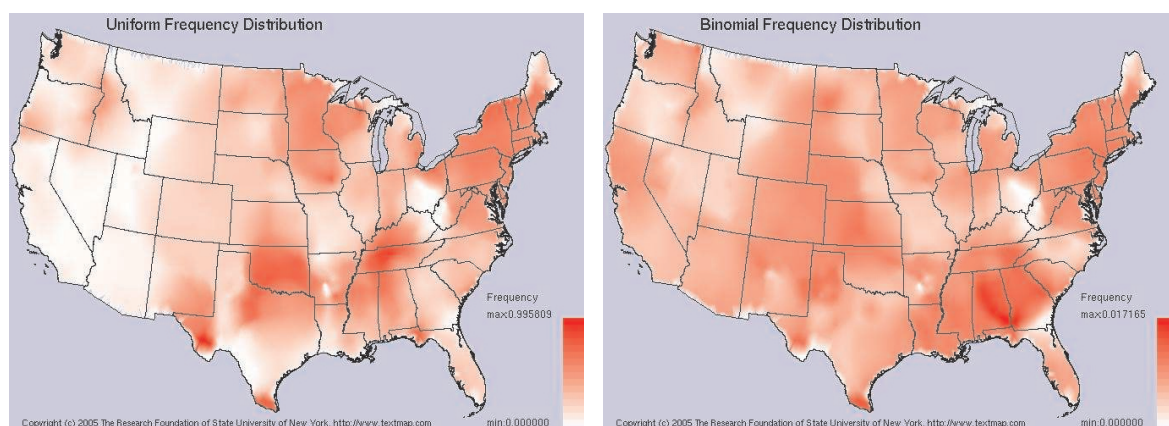 Uniform Frequency Distribution
Frequency
max:0.995809
min:0.000000
Copyright (c) 2005 The Research Foundation of State University of New York, http://www.textmap.com
Binomial Frequency Distribution
Frequency
max:0.017165
min:0.000000
Copyright (c) 2005 The Research Foundation of State University of New York, http://www.textmap.com